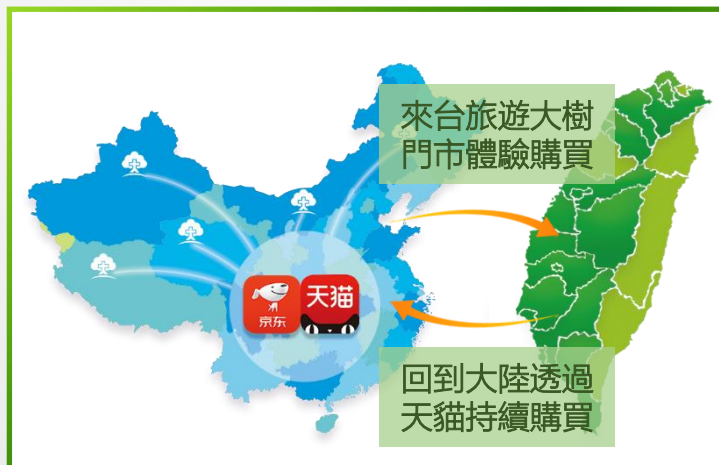 來台旅遊大樹
門市體驗購買
京东
天猫
回到大陸透過
天貓持續購買